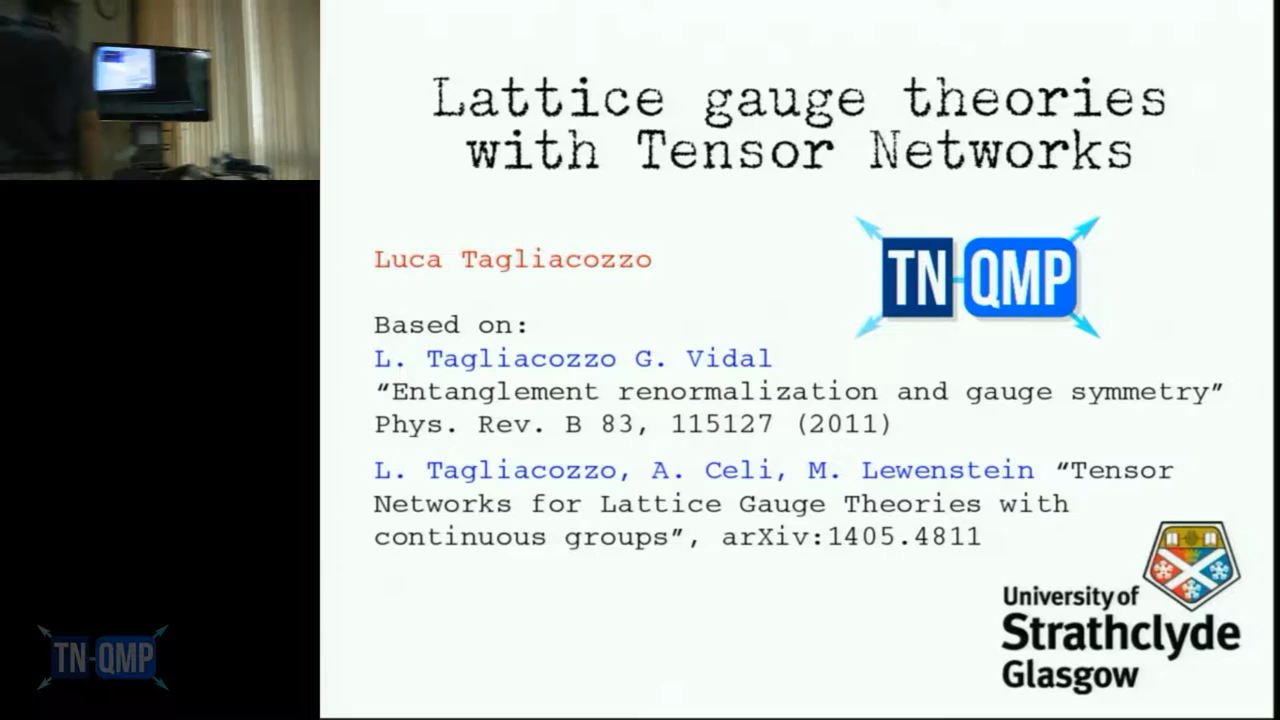 Lattice gauge theories
with Tensor Networks
TN-QMP
Luca Tagliacozzo
Based on:
L. Tagliacozzo G. Vidal
“Entanglement renormalization and gauge symmetry”
Phys. Rev. B 83, 115127 (2011)
L. Tagliacozzo, A. Celi, M. Lewenstein “Tensor
Networks for Lattice Gauge Theories with
continuous groups”, arXiv:1405.4811
University of
Strathclyde
Glasgow
TN-QMP